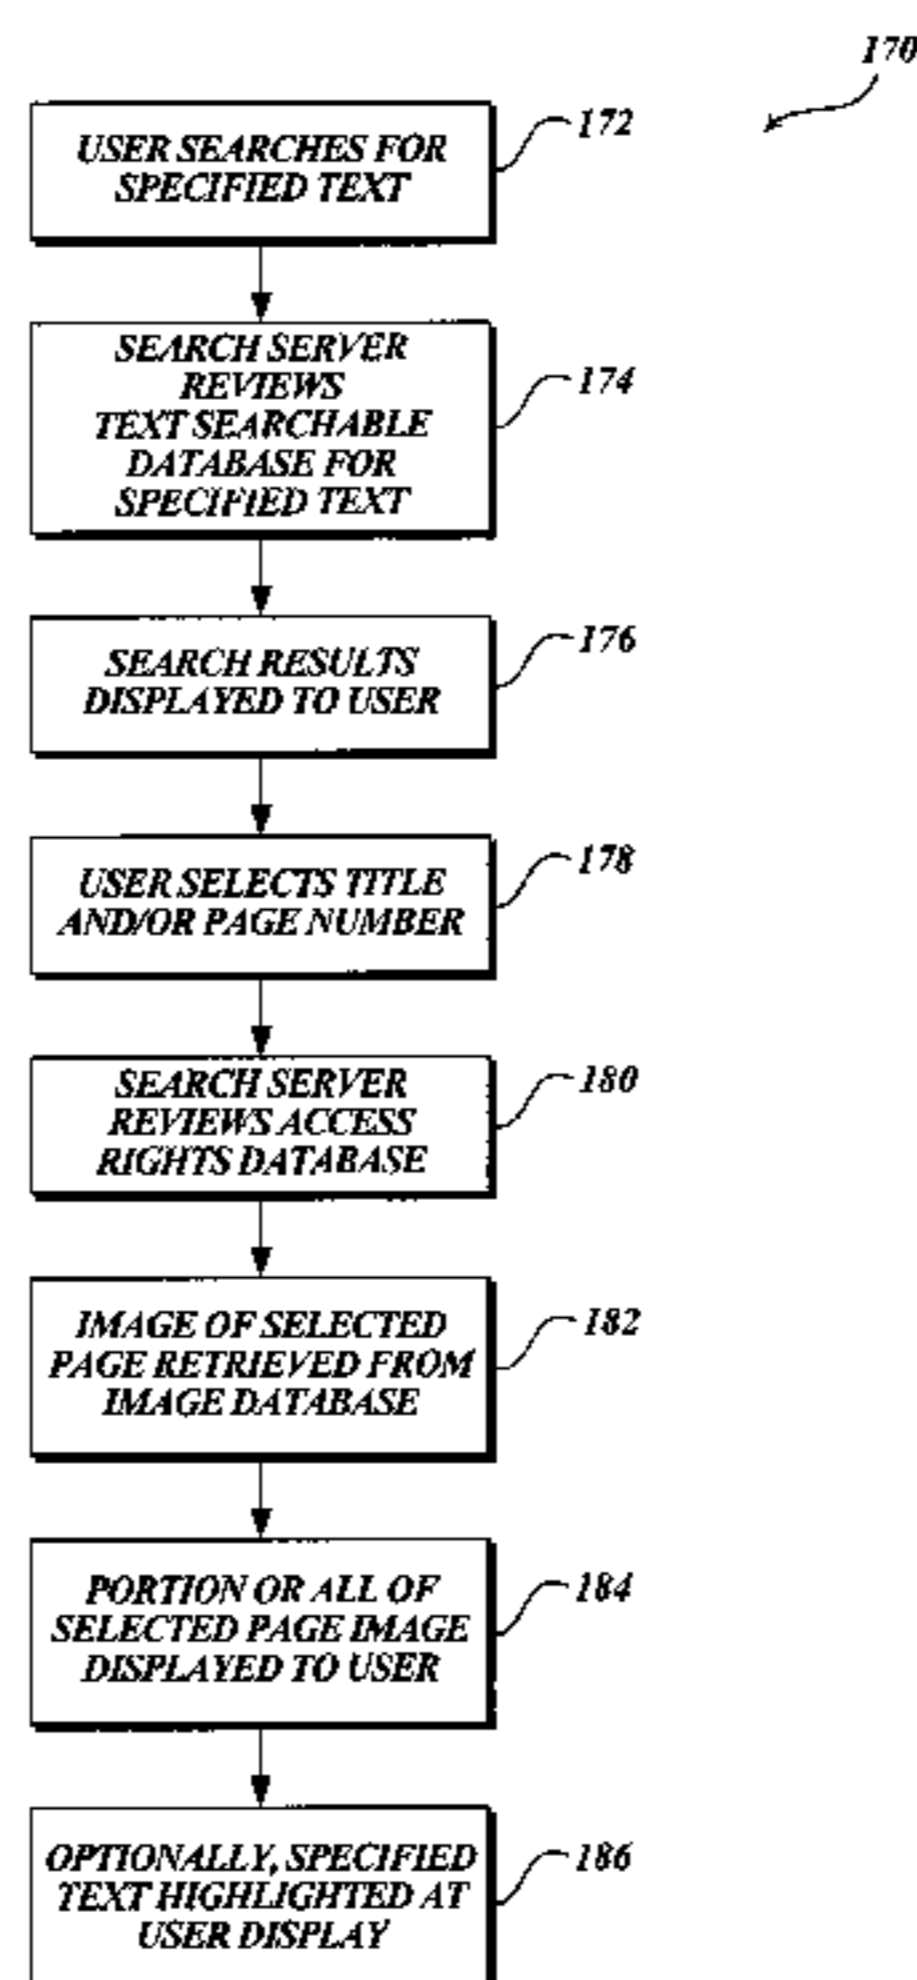 170
USER SEARCHES FOR
SPECIFIED TEXT
172
SEARCH SERVER
REVIEWS
TEXT SEARCHABLE
DATABASE FOR
SPECIFIED TEXT
174
SEARCH RESULTS
DISPLAYED TO USER
176
USER SELECTS TITLE
AND/OR PAGE NUMBER
178
SEARCH SERVER
REVIEWS ACCESS
RIGHTS DATABASE
180
IMAGE OF SELECTED
PAGE RETRIEVED FROM
IMAGE DATABASE
182
PORTION OR ALL OF
SELECTED PAGE IMAGE
DISPLAYED TO USER
184
OPTIONALLY, SPECIFIED
TEXT HIGHLIGHTED AT
USER DISPLAY
186